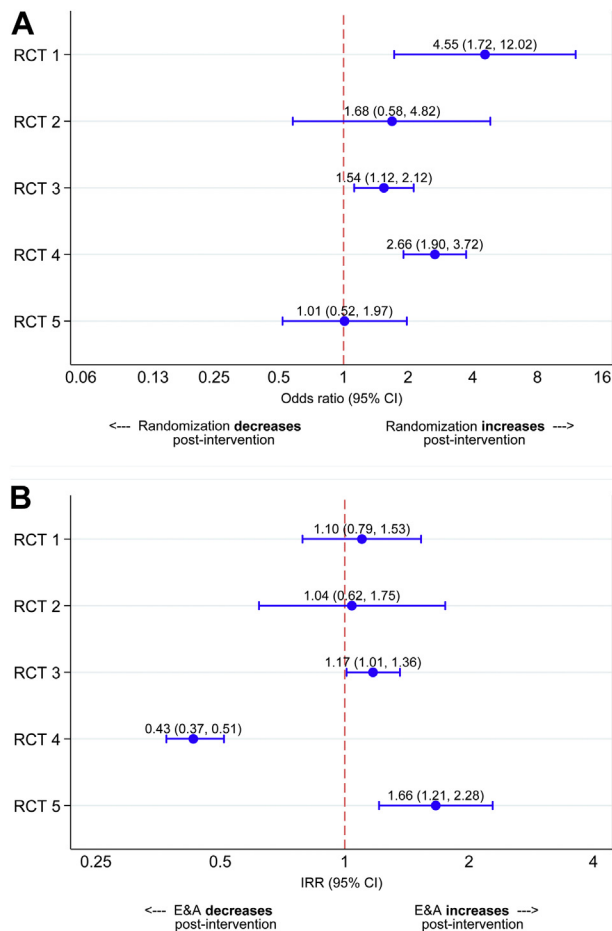 A
RCT 1
4.55 (1.72, 12.02)
RCT 2
1.68 (0.58, 4.82)
RCT 3
1.54 (1.12, 2.12)
RCT 4
2.66 (1.90, 3.72)
RCT 5
1.01 (0.52, 1.97)
0.06 0.13 0.25 0.5 1 2 4 8 16
Odds ratio (95% CI)
<--- Randomization decreases Randomization increases --->
post-intervention post-intervention
B
RCT 1
1.10 (0.79, 1.53)
RCT 2
1.04 (0.62, 1.75)
RCT 3
1.17 (1.01, 1.36)
RCT 4
0.43 (0.37, 0.51)
RCT 5
1.66 (1.21, 2.28)
0.25 0.5 1 2 4
IRR (95% CI)
<--- E&A decreases E&A increases --->
post-intervention post-intervention